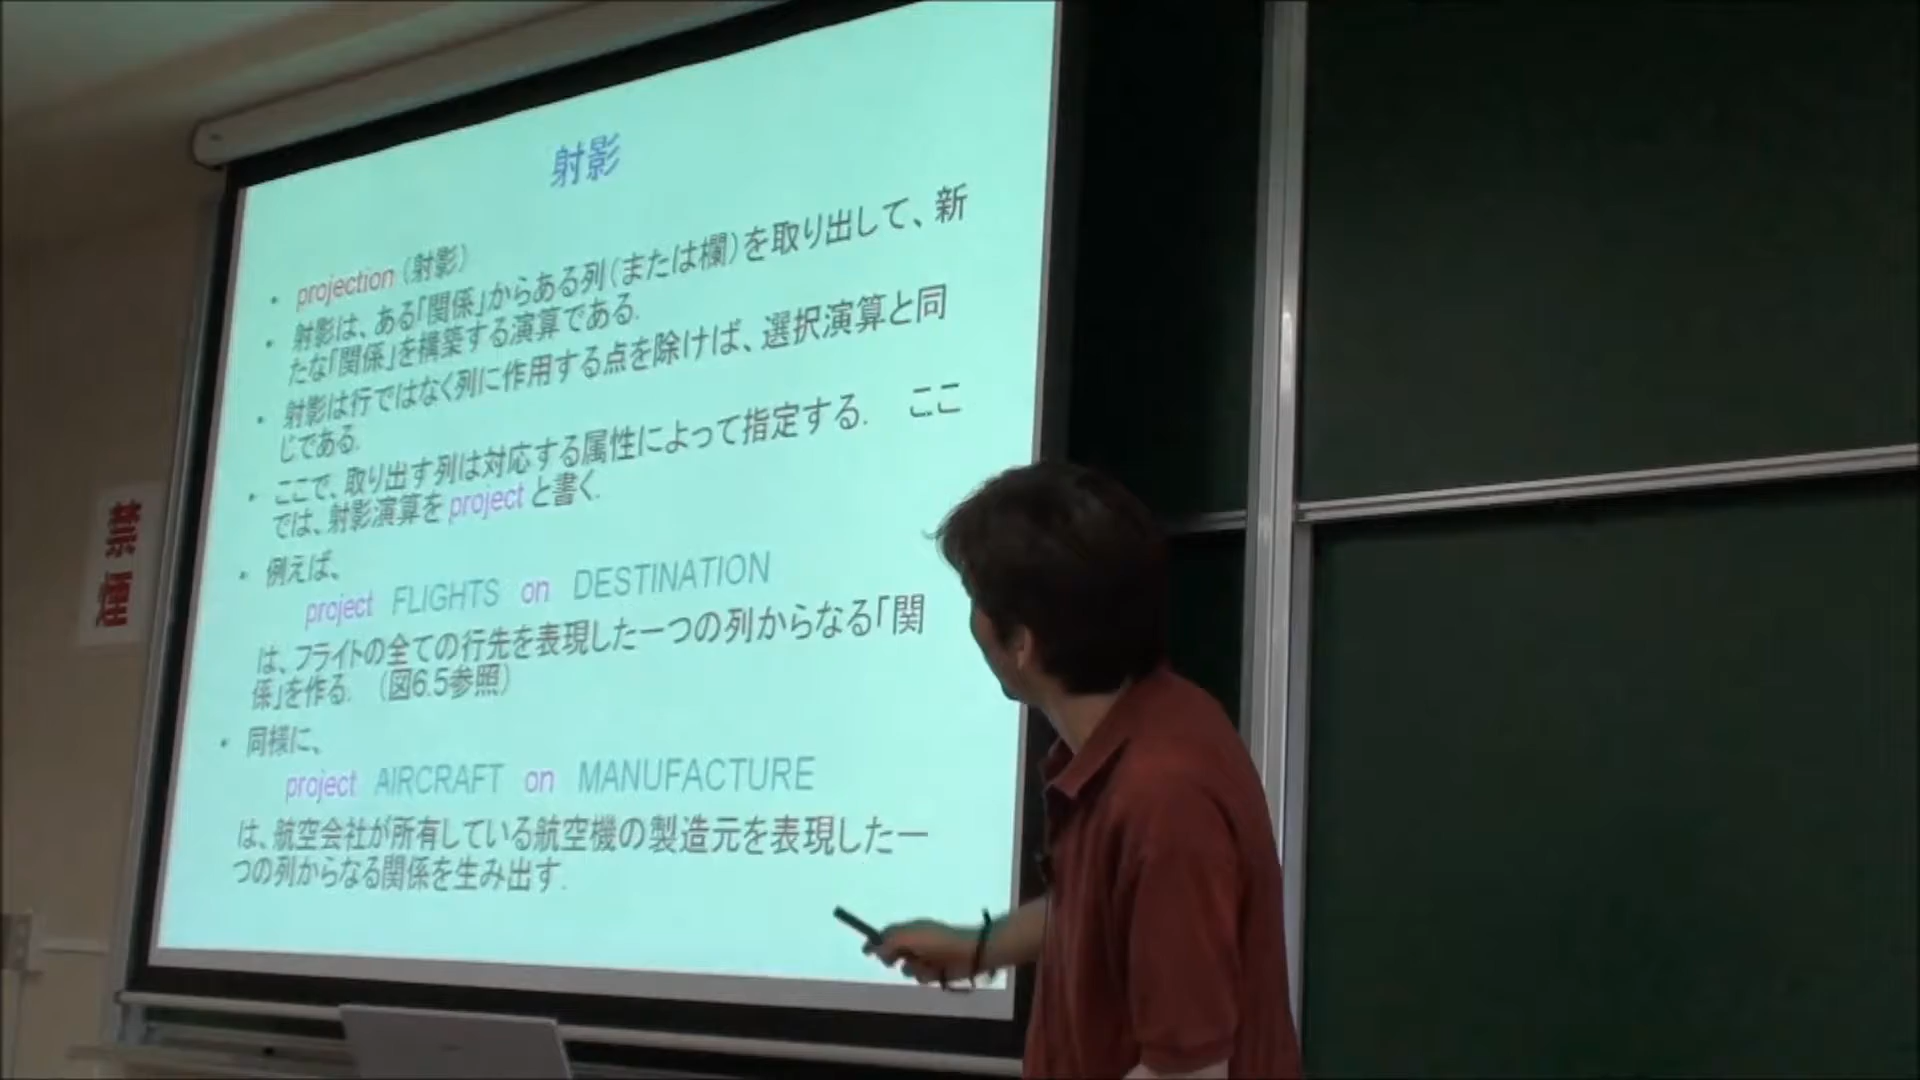 射影
• projection（射影）
• 射影は、ある「関係」からある列（または欄）を取り出して、新
たな「関係」を構築する演算である.
• 射影は行ではなく列に作用する点を除けば、選択演算と同
じである.
• ここで、取り出す列は対応する属性によって指定する. ここ
では、射影演算を project と書く.
• 例えば、
project FLIGHTS on DESTINATION
は、フライトの全ての行先を表現した一つの列からなる「関
係」を作る. （図6.5参照）
• 同様に、
project AIRCRAFT on MANUFACTURE
は、航空会社が所有している航空機の製造元を表現した一
つの列からなる関係を生み出す.
禁煙